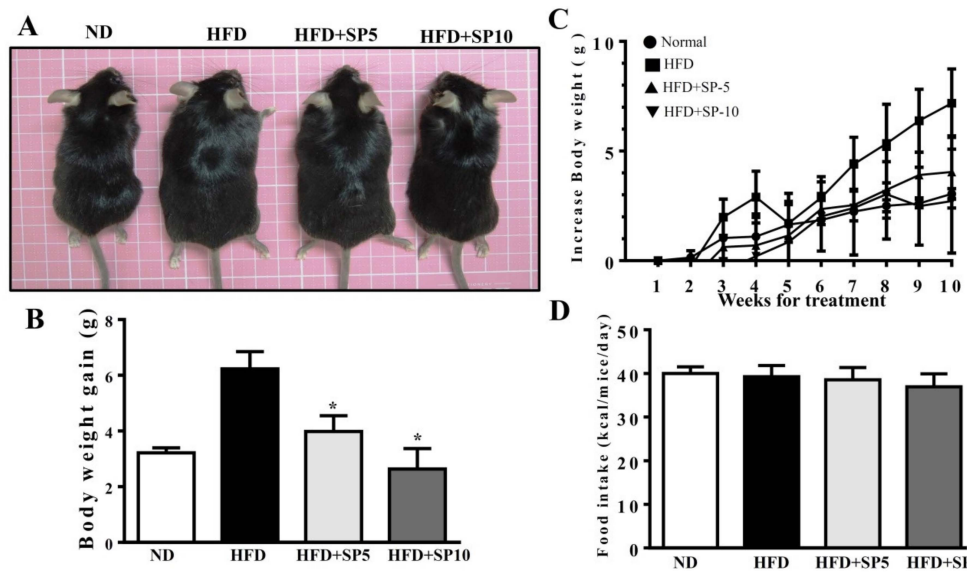 A
ND HFD HFD+SP5 HFD+SP10
B
Body weight gain (g)
8
6
4
2
0
*
*
ND HFD HFD+SP5 HFD+SP10
C
Increase Body weight ( g )
10
5
0
Normal
HFD
HFD+SP-5
HFD+SP-10
1 2 3 4 5 6 7 8 9 10
Weeks for treatment
D
Food intake (kcal/mice/day)
50
40
30
20
10
0
ND HFD HFD+SP5 HFD+SP